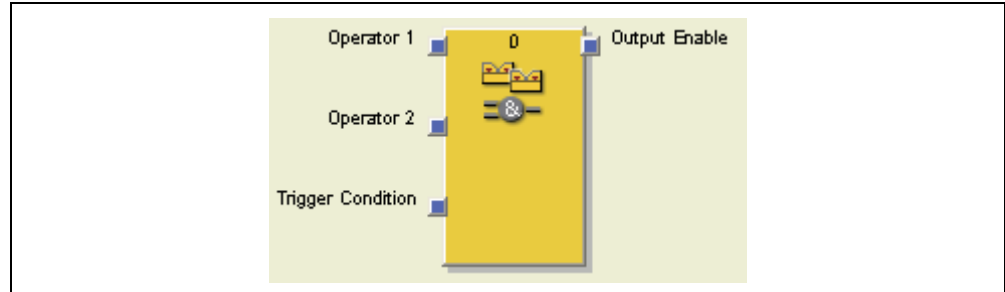 Operator 1
0
Output Enable
Operator 2
&
Trigger Condition